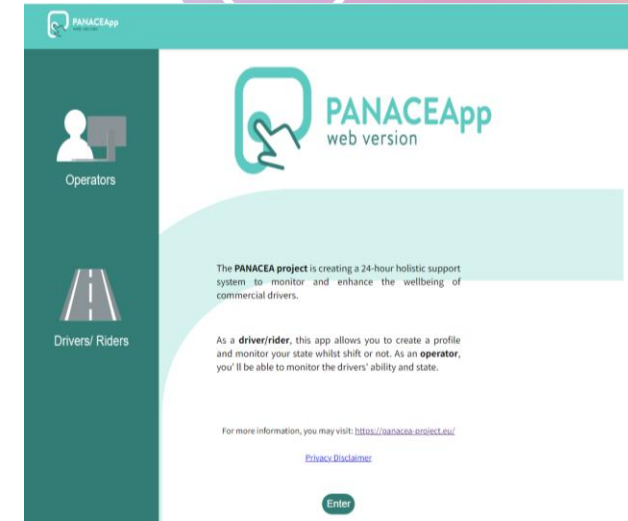 PANACEApp
web version
Operators
Drivers/ Riders
PANACEApp
web version
The PANACEA project is creating a 24-hour holistic support
system to monitor and enhance the wellbeing of
commercial drivers.
As a driver/rider, this app allows you to create a profile
and monitor your state whilst shift or not. As an operator,
you' ll be able to monitor the drivers' ability and state.
For more information, you may visit: https://panacea-project.eu/
Privacy Disclaimer
Enter